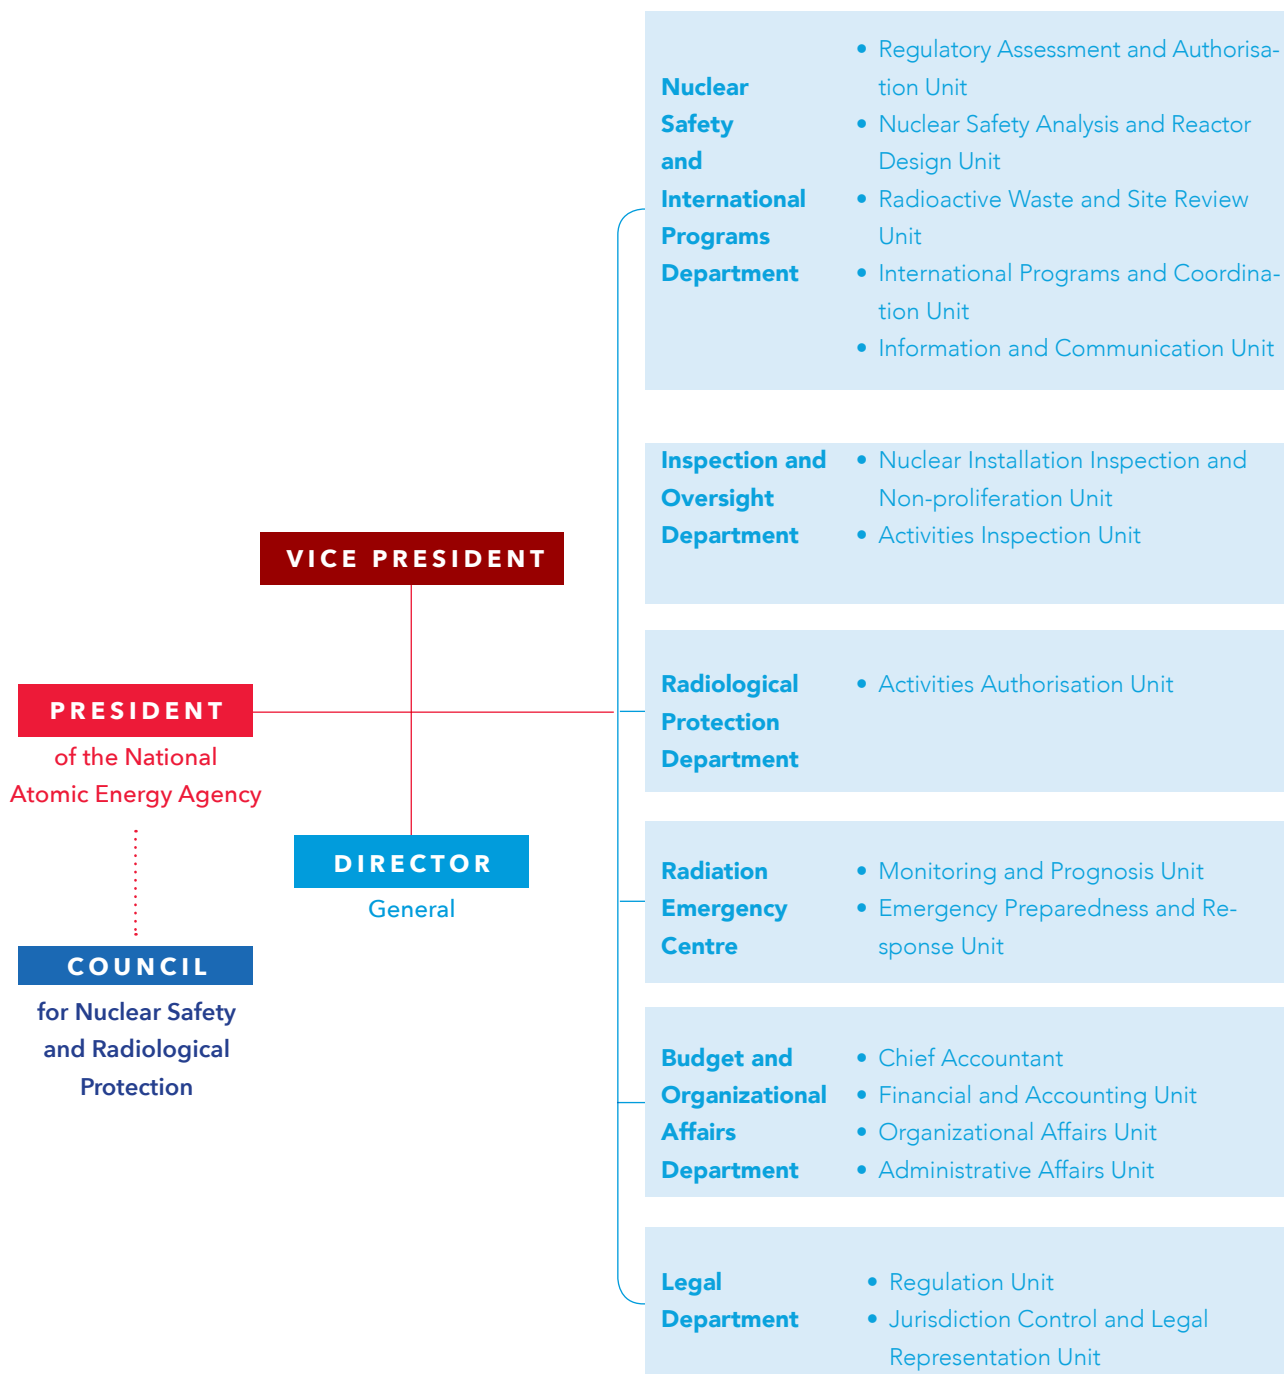 VICE PRESIDENT
PRESIDENT
of the National
Atomic Energy Agency
DIRECTOR
General
COUNCIL
for Nuclear Safety
and Radiological
Protection
Nuclear
Safety
and
International
Programs
Department
• Regulatory Assessment and Authorisa-
tion Unit
• Nuclear Safety Analysis and Reactor
Design Unit
• Radioactive Waste and Site Review
Unit
• International Programs and Coordina-
tion Unit
• Information and Communication Unit
Inspection and
Oversight
Department
• Nuclear Installation Inspection and
Non-proliferation Unit
• Activities Inspection Unit
Radiological
Protection
Department
• Activities Authorisation Unit
Radiation
Emergency
Centre
• Monitoring and Prognosis Unit
• Emergency Preparedness and Re-
sponse Unit
Budget and
Organizational
Affairs
Department
• Chief Accountant
• Financial and Accounting Unit
• Organizational Affairs Unit
• Administrative Affairs Unit
Legal
Department
• Regulation Unit
• Jurisdiction Control and Legal
Representation Unit